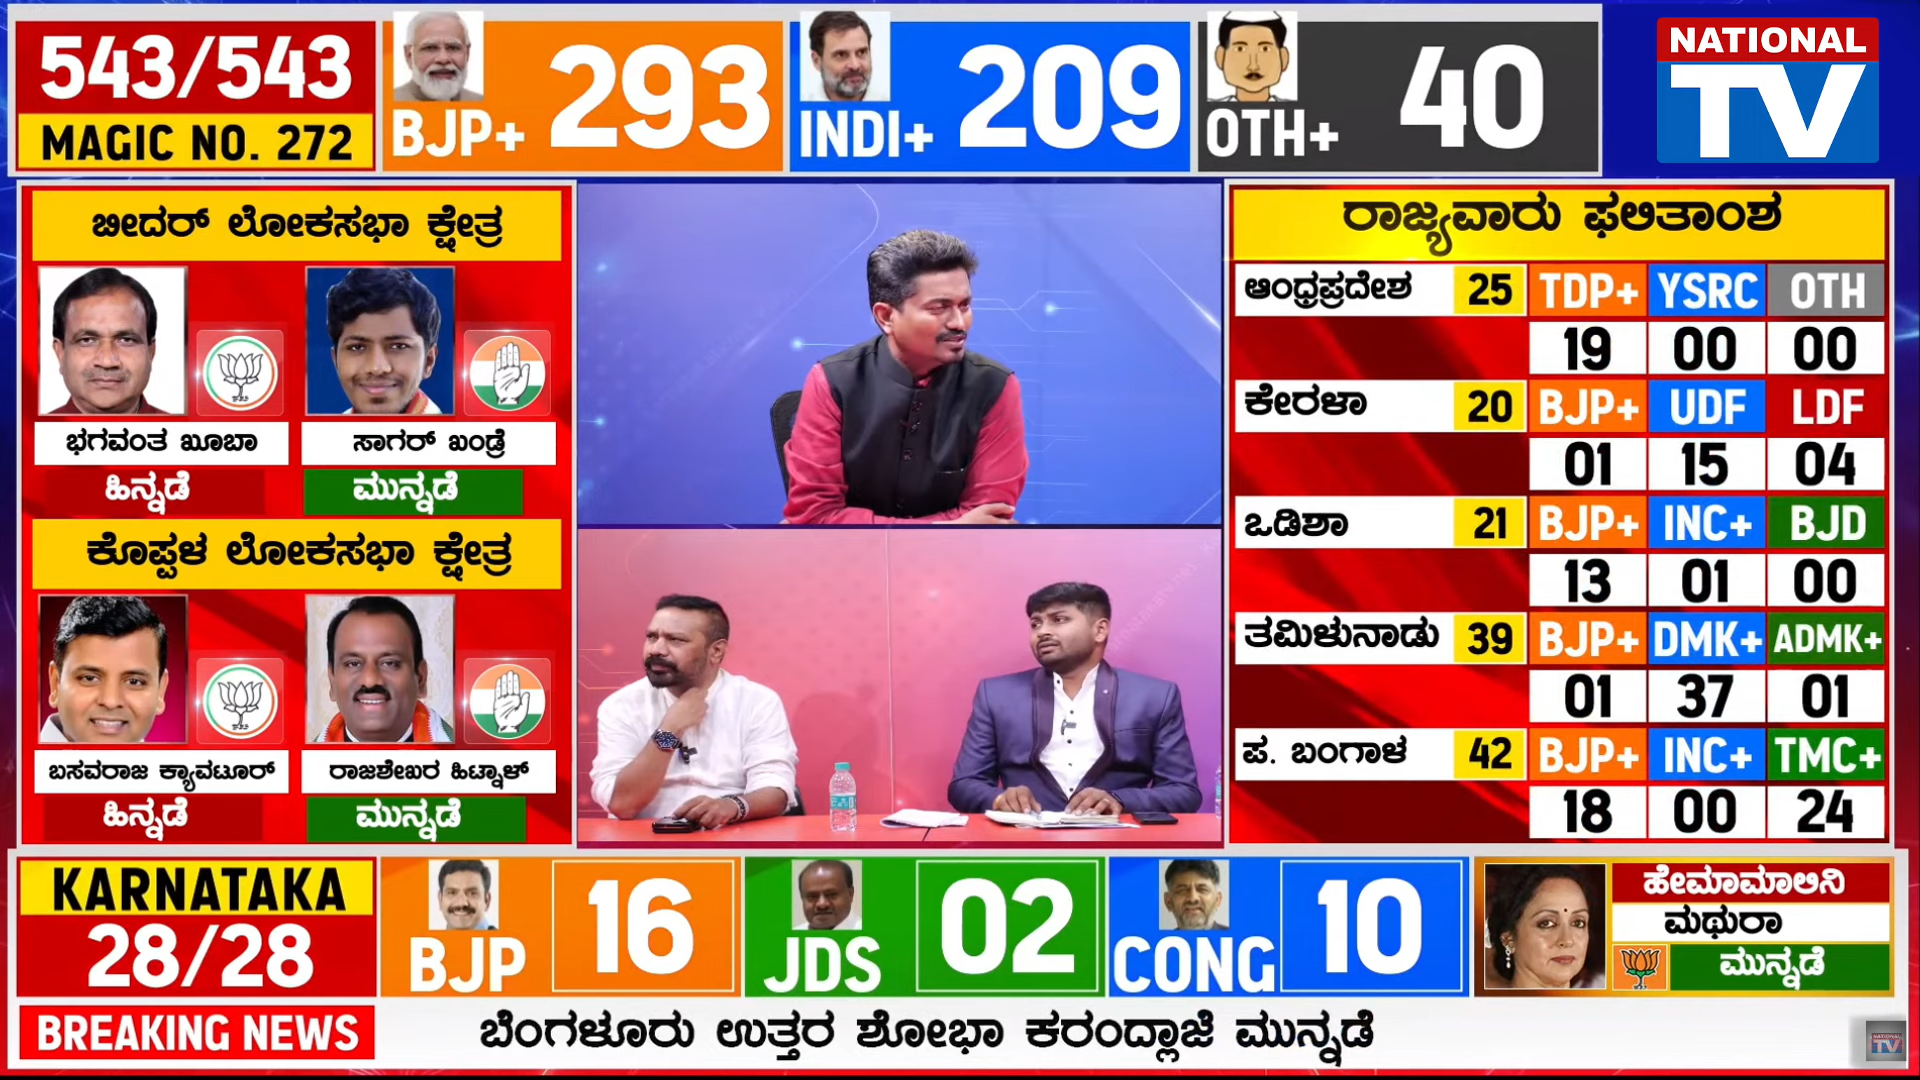 543/543
MAGIC NO. 272
BJP+ 293
INDI+ 209
OTH+ 40
NATIONAL
TV
ಬೀದರ್ ಲೋಕಸಭಾ ಕ್ಷೇತ್ರ
ಭಗವಂತ ಖೂಬಾ ಸಾಗರ್ ಖಂಡ್ರೆ
ಹಿನ್ನಡೆ ಮುನ್ನಡೆ
ಕೊಪ್ಪಳ ಲೋಕಸಭಾ ಕ್ಷೇತ್ರ
ಬಸವರಾಜ ಕ್ಯಾವಟೂರ್ ರಾಜಶೇಖರ ಹಿಟ್ನಾಳ್
ಹಿನ್ನಡೆ ಮುನ್ನಡೆ
ರಾಜ್ಯವಾರು ಫಲಿತಾಂಶ
ಆಂಧ್ರಪ್ರದೇಶ 25 TDP+ YSRC OTH
19 00 00
ಕೇರಳಾ 20 BJP+ UDF LDF
01 15 04
ಒಡಿಶಾ 21 BJP+ INC+ BJD
13 01 00
ತಮಿಳುನಾಡು 39 BJP+ DMK+ ADMK+
01 37 01
ಪ. ಬಂಗಾಳ 42 BJP+ INC+ TMC+
18 00 24
KARNATAKA
28/28
BJP 16
JDS 02
CONG 10
ಹೇಮಾಮಾಲಿನಿ
ಮಥುರಾ
ಮುನ್ನಡೆ
BREAKING NEWS
ಬೆಂಗಳೂರು ಉತ್ತರ ಶೋಭಾ ಕರಂದ್ಲಾಜೆ ಮುನ್ನಡೆ
NATIONAL
TV